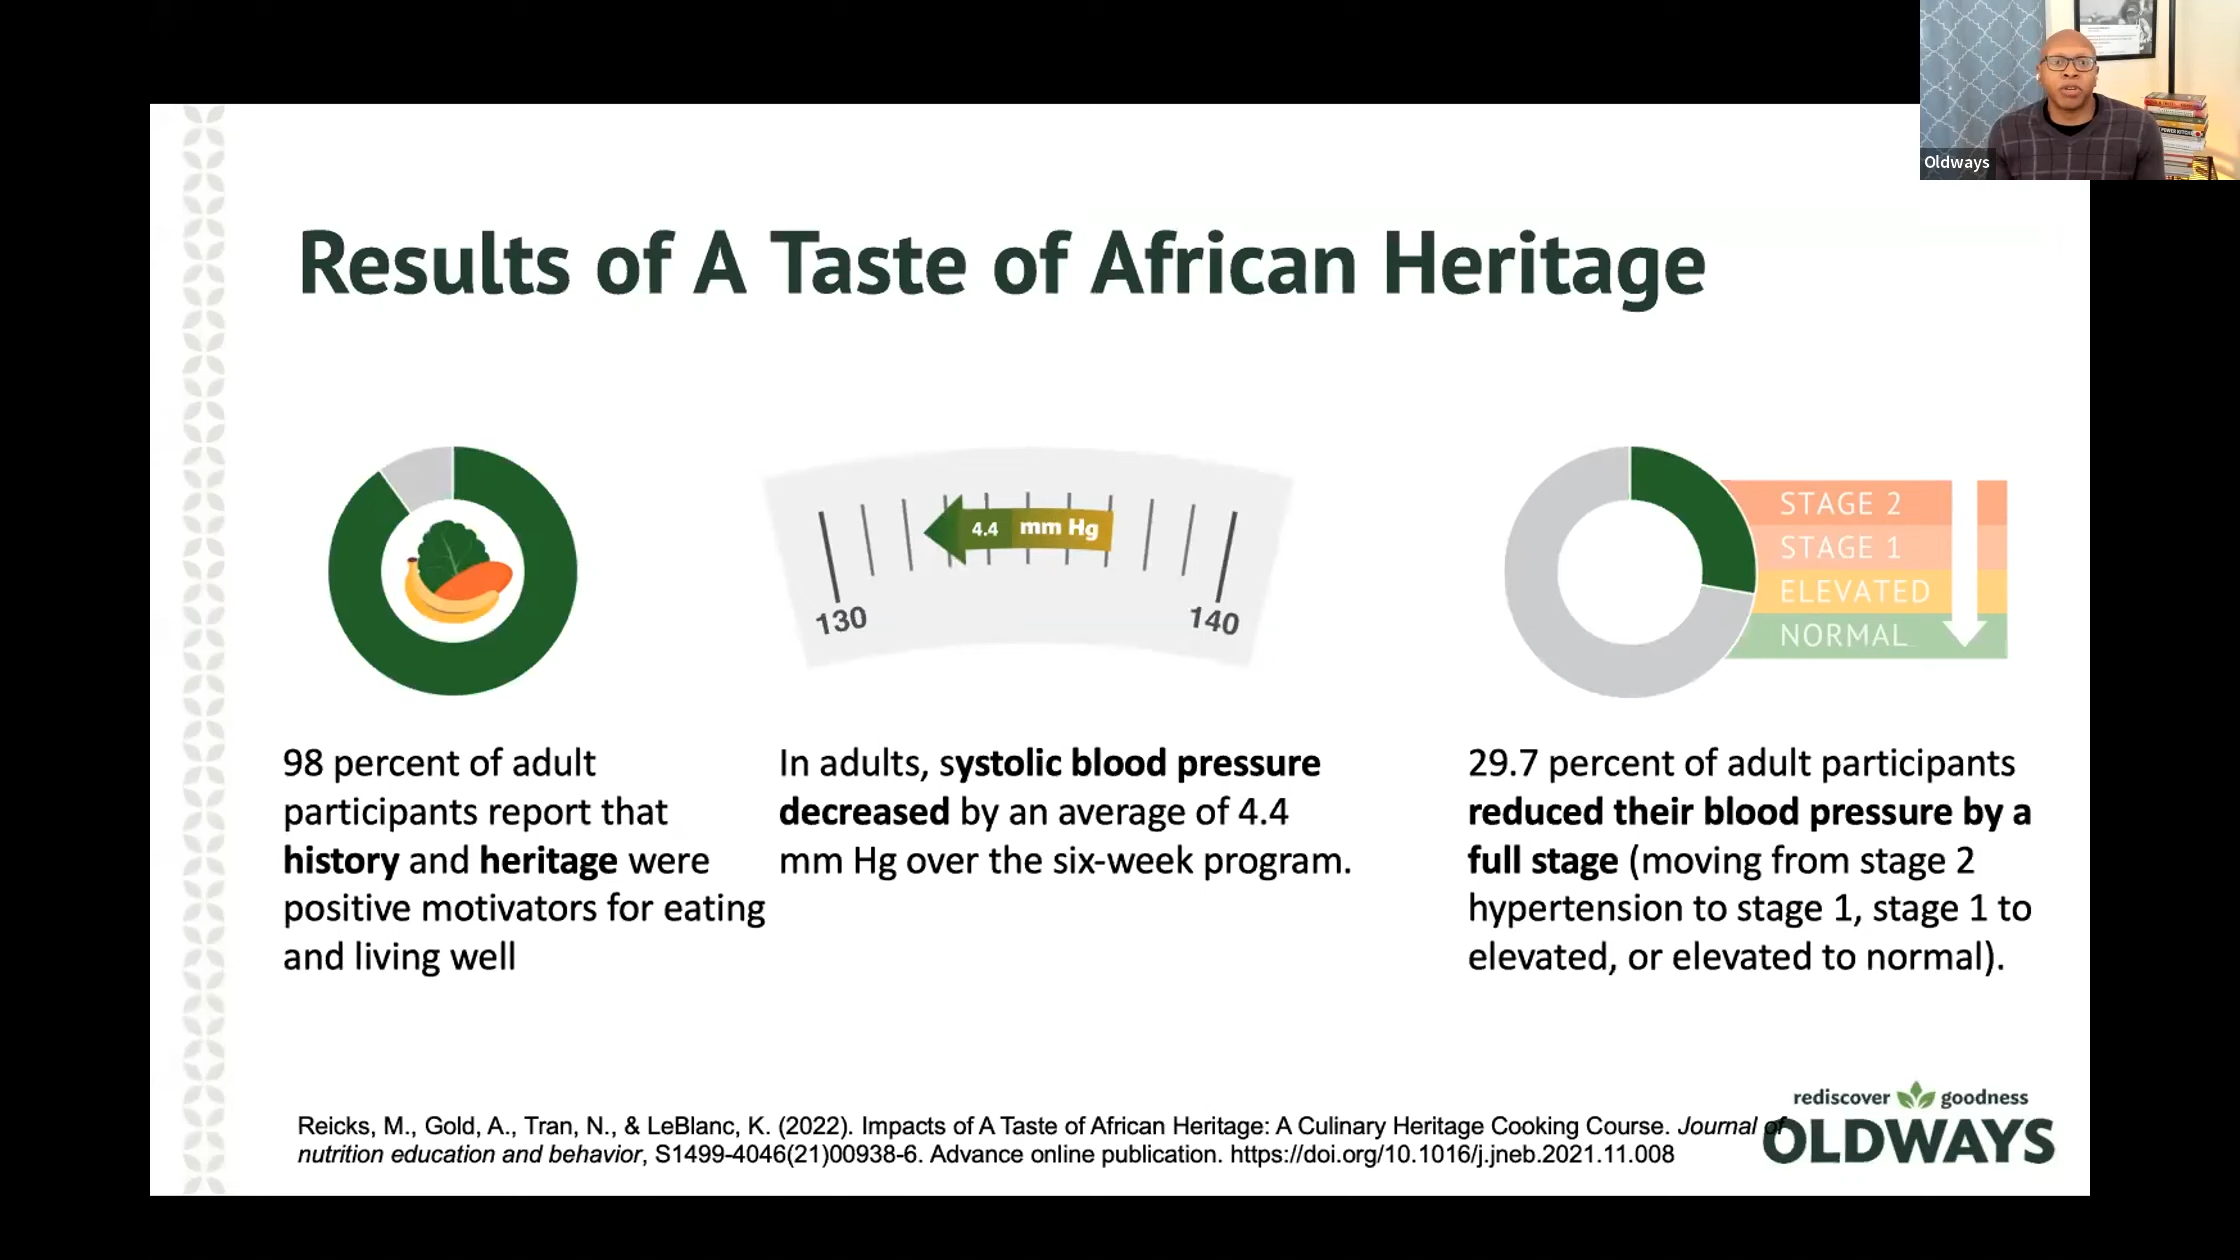 Oldways
Results of A Taste of African Heritage
4.4 mm Hg
130
140
STAGE 2
STAGE 1
ELEVATED
NORMAL
98 percent of adult
participants report that
history and heritage were
positive motivators for eating
and living well
In adults, systolic blood pressure
decreased by an average of 4.4
mm Hg over the six-week program.
29.7 percent of adult participants
reduced their blood pressure by a
full stage (moving from stage 2
hypertension to stage 1, stage 1 to
elevated, or elevated to normal).
Reicks, M., Gold, A., Tran, N., & LeBlanc, K. (2022). Impacts of A Taste of African Heritage: A Culinary Heritage Cooking Course. Journal of
nutrition education and behavior, S1499-4046(21)00938-6. Advance online publication. https://doi.org/10.1016/j.jneb.2021.11.008
rediscover goodness
OLDWAYS